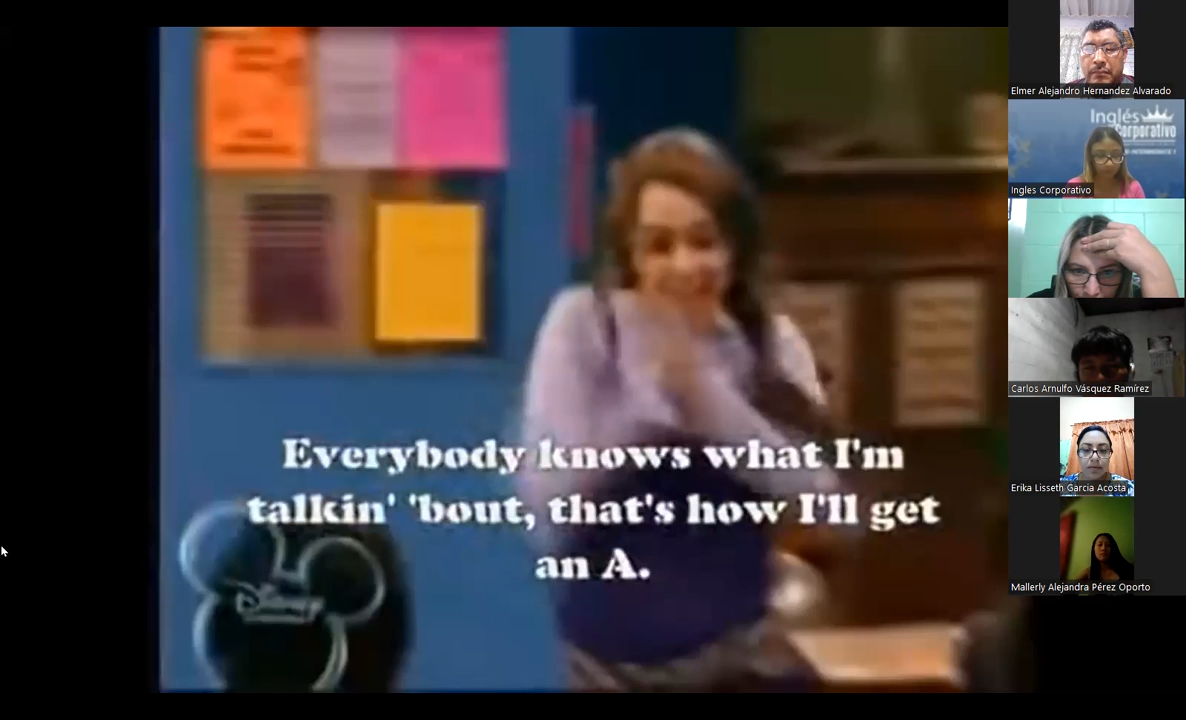 Everybody knows what I'm
talkin' 'bout, that's how I'll get
an A.
Disney
Elmer Alejandro Hernandez Alvarado
Inglés
Corporativo
Ingles Corporativo
Carlos Arnulfo Vásquez Ramírez
Erika Lisseth Garcia Acosta
Mallerly Alejandra Pérez Oporto